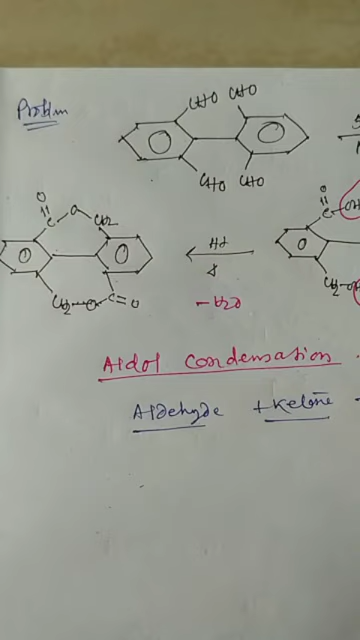 Problem
CHO CHO
CHO CHO
O
C O CH2
O
C OH
H+
Δ
CH2 O C=O
CH2-OH
-H2O
Aldol condensation
Aldehyde + Ketone